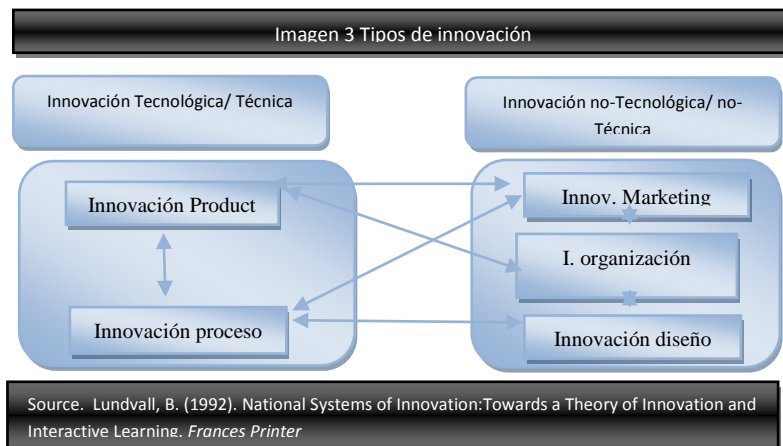 Imagen 3 Tipos de innovación
Innovación Tecnológica/ Técnica
Innovación no-Tecnológica/ no-
Técnica
Innovación Product
Innovación proceso
Innov. Marketing
I. organización
Innovación diseño
Source. Lundvall, B. (1992). National Systems of Innovation:Towards a Theory of Innovation and
Interactive Learning. Frances Printer